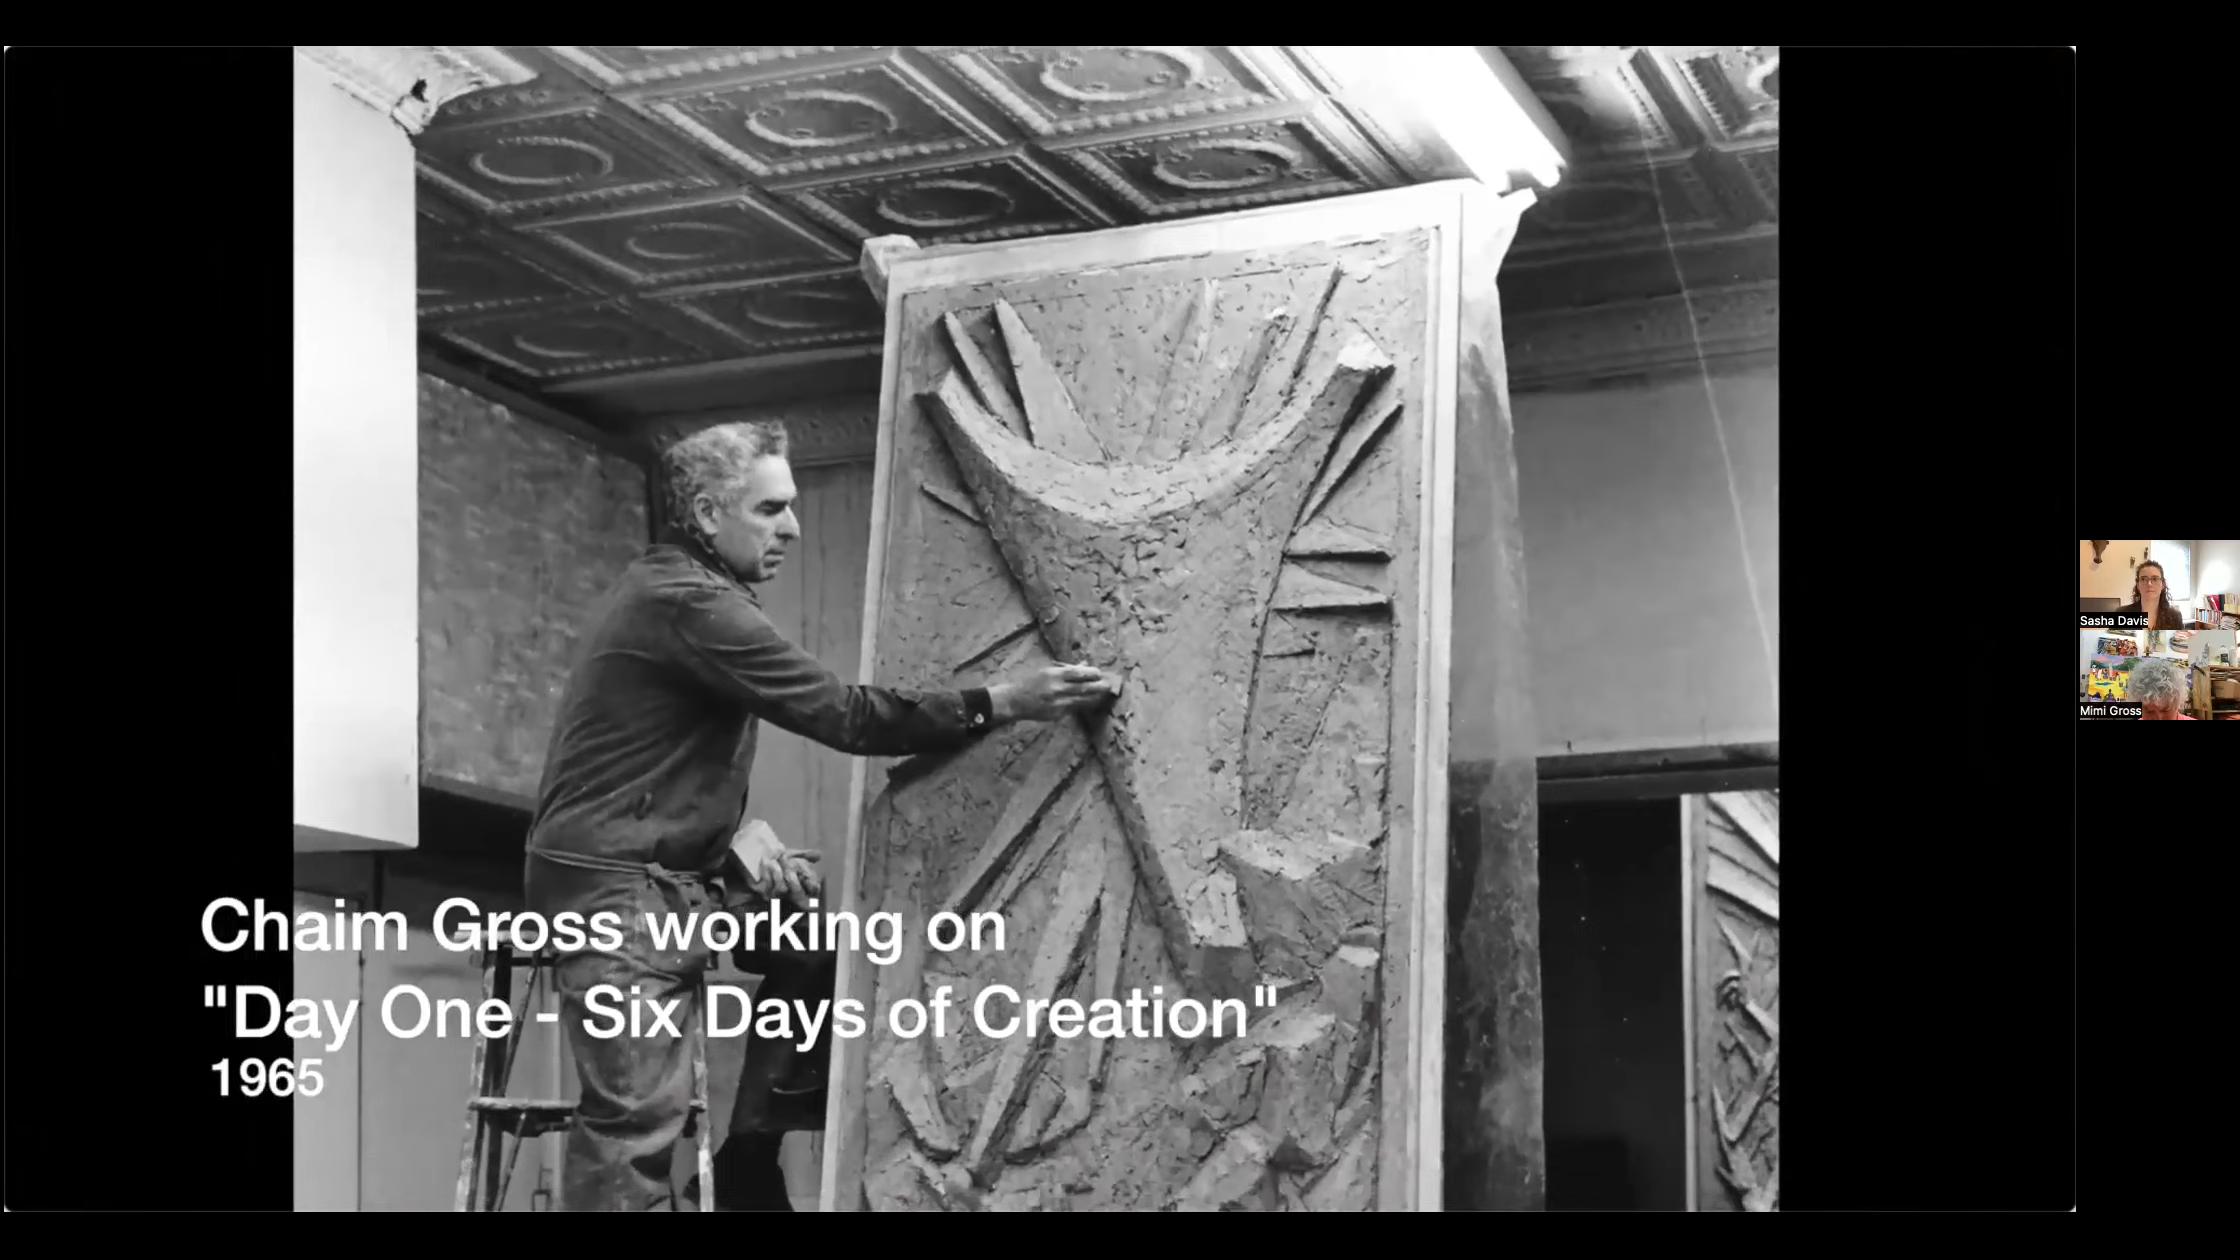 Chaim Gross working on
"Day One - Six Days of Creation"
1965
Sasha Davis
Mimi Gross